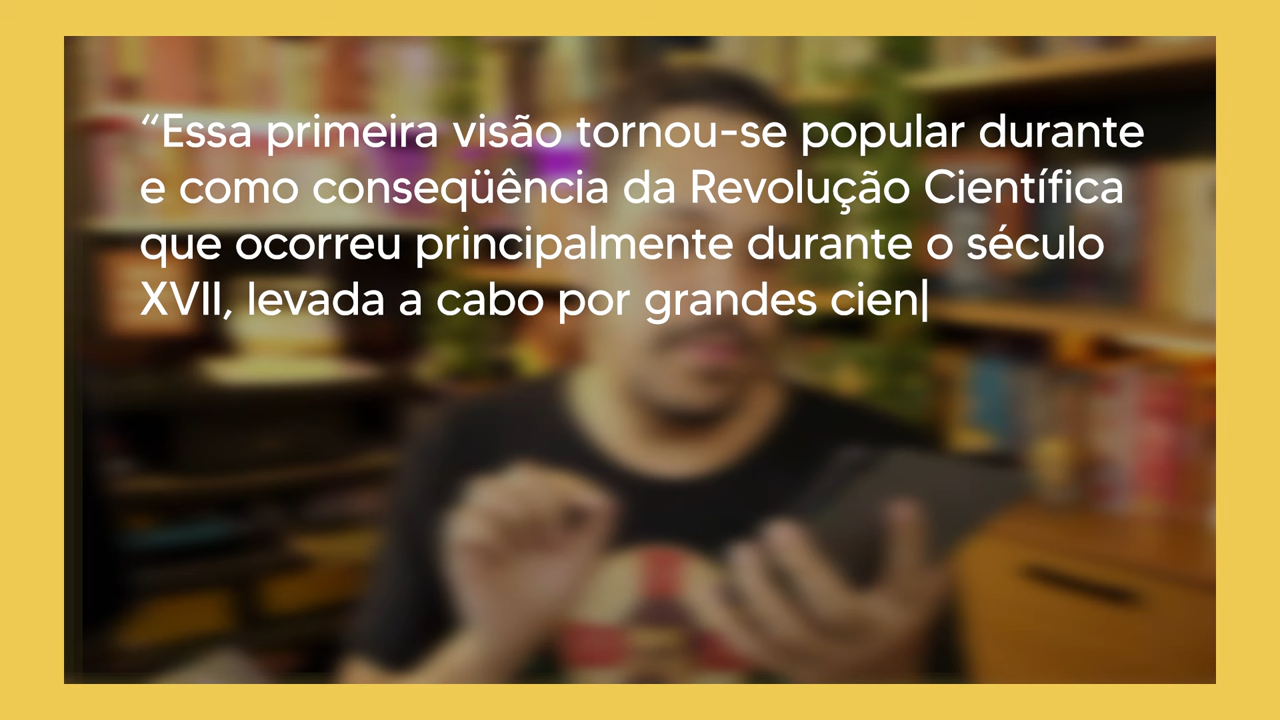 “Essa primeira visão tornou-se popular durante
e como conseqüência da Revolução Científica
que ocorreu principalmente durante o século
XVII, levada a cabo por grandes cien|